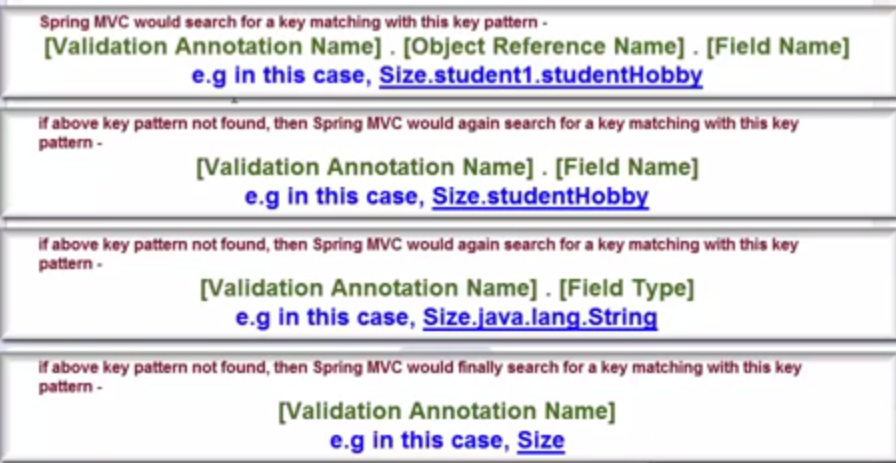 Spring MVC would search for a key matching with this key pattern -
[Validation Annotation Name] . [Object Reference Name] . [Field Name]
e.g in this case, Size.student1.studentHobby
if above key pattern not found, then Spring MVC would again search for a key matching with this key
pattern -
[Validation Annotation Name] . [Field Name]
e.g in this case, Size.studentHobby
if above key pattern not found, then Spring MVC would again search for a key matching with this key
pattern -
[Validation Annotation Name] . [Field Type]
e.g in this case, Size.java.lang.String
if above key pattern not found, then Spring MVC would finally search for a key matching with this key
pattern -
[Validation Annotation Name]
e.g in this case, Size